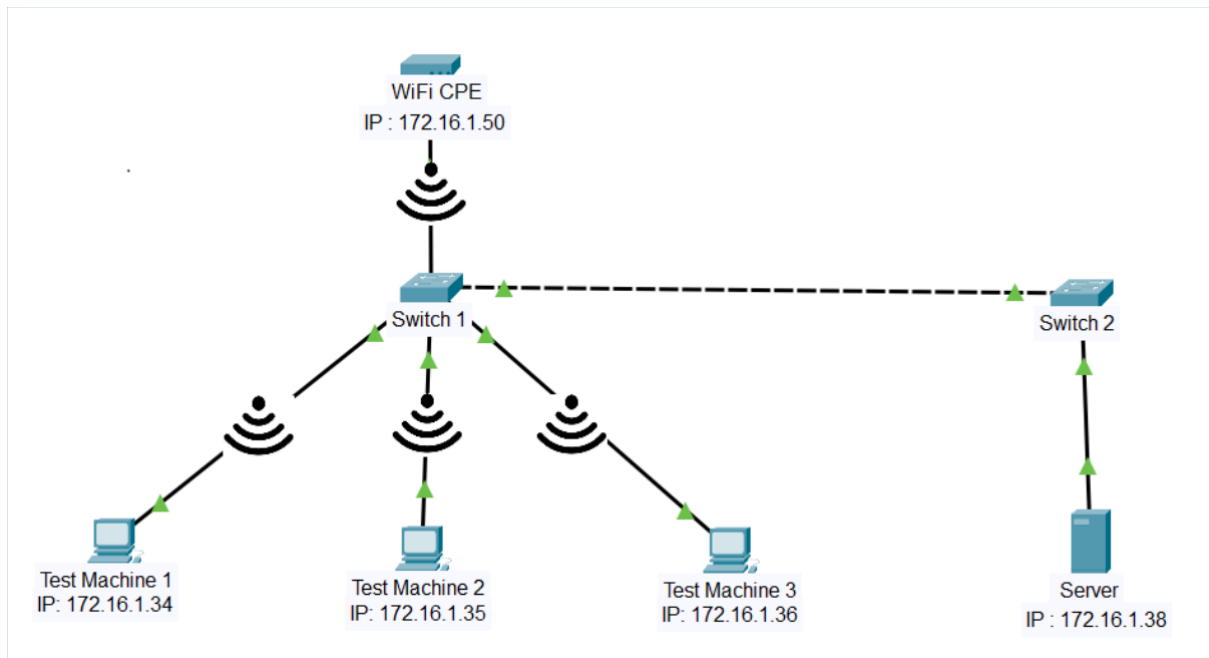 WiFi CPE
IP : 172.16.1.50
Switch 1
Switch 2
Test Machine 1
IP: 172.16.1.34
Test Machine 2
IP: 172.16.1.35
Test Machine 3
IP: 172.16.1.36
Server
IP : 172.16.1.38